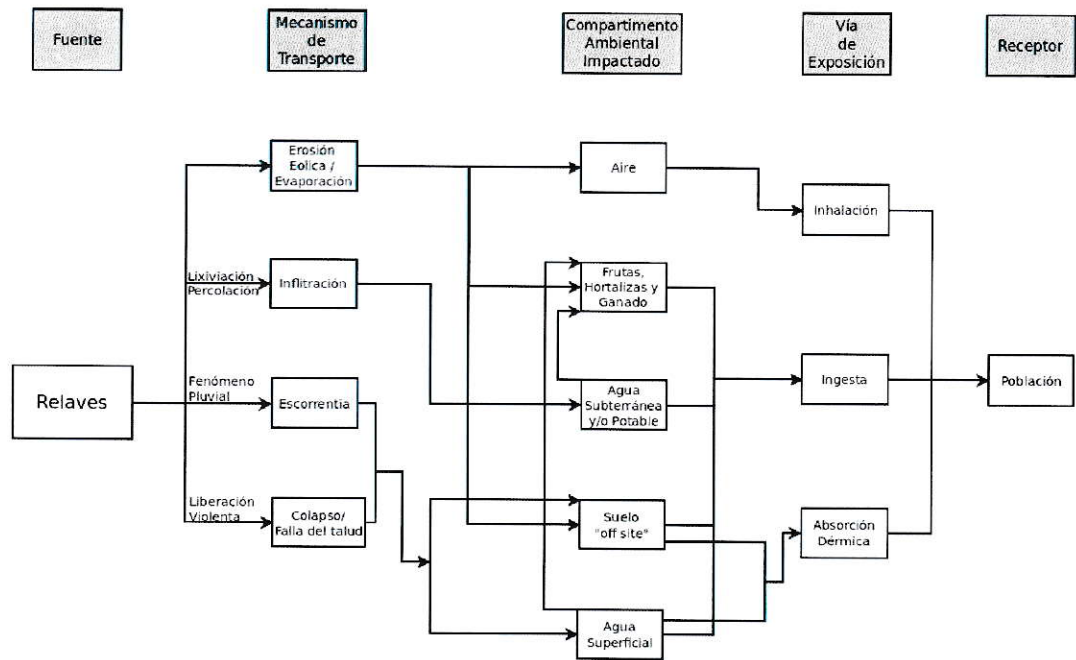 Fuente
Mecanismo
de
Transporte
Compartimento
Ambiental
Impactado
Vía
de
Exposición
Receptor
Erosión
Eolica /
Evaporación
Aire
Inhalación
Lixiviación
Percolación
Inflitración
Frutas,
Hortalizas y
Ganado
Relaves
Fenómeno
Pluvial
Escorrentia
Agua
Subterránea
y/o Potable
Ingesta
Población
Liberación
Violenta
Colapso/
Falla del talud
Suelo
"off site"
Absorción
Dérmica
Agua
Superficial